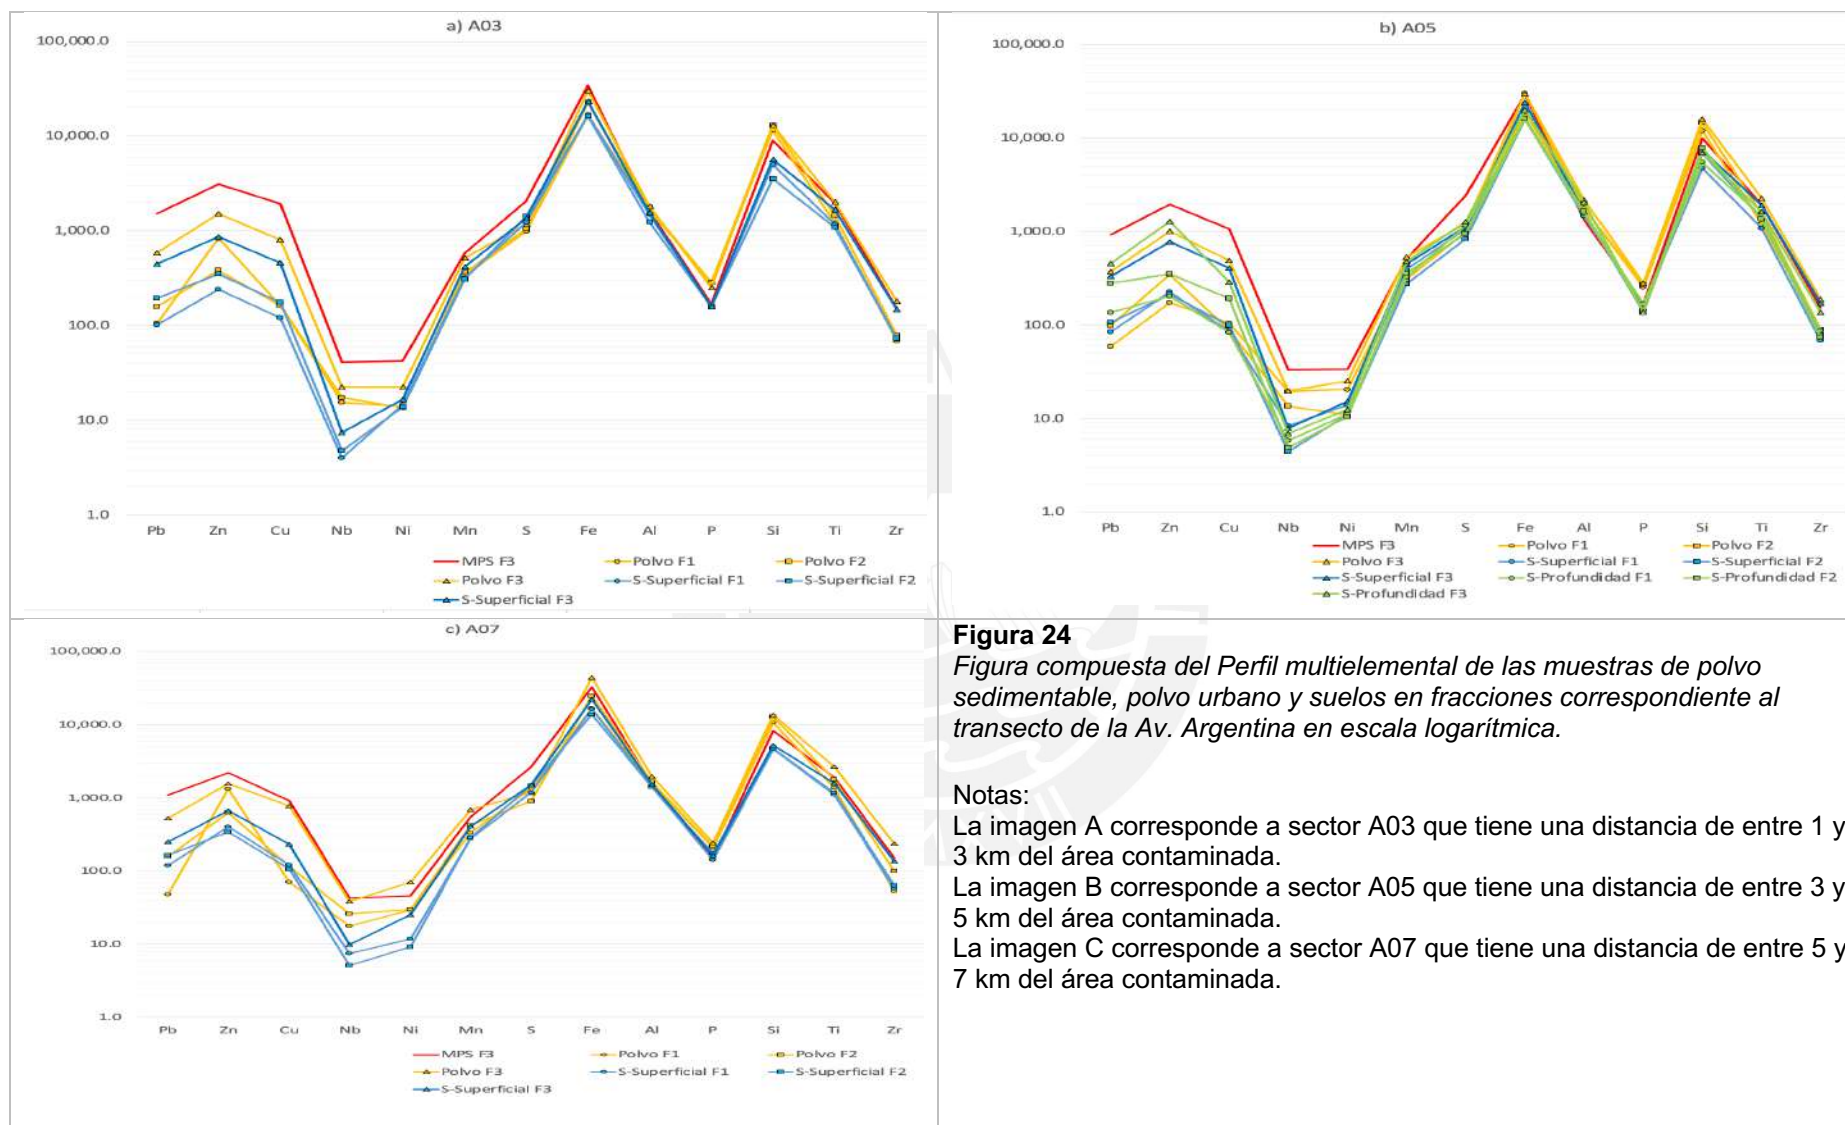 a) A03
100,000.0
10,000.0
1,000.0
100.0
10.0
1.0
Pb Zn Cu Nb Ni Mn S Fe Al P Si Ti Zr
MPS F3 Polvo F1 Polvo F2
Polvo F3 S-Superficial F1 S-Superficial F2
S-Superficial F3
b) A05
100,000.0
10,000.0
1,000.0
100.0
10.0
1.0
Pb Zn Cu Nb Ni Mn S Fe Al P Si Ti Zr
MPS F3 Polvo F1 Polvo F2
Polvo F3 S-Superficial F1 S-Superficial F2
S-Superficial F3 S-Profundidad F1 S-Profundidad F2
S-Profundidad F3
c) A07
100,000.0
10,000.0
1,000.0
100.0
10.0
1.0
Pb Zn Cu Nb Ni Mn S Fe Al P Si Ti Zr
MPS F3 Polvo F1 Polvo F2
Polvo F3 S-Superficial F1 S-Superficial F2
S-Superficial F3
Figura 24
Figura compuesta del Perfil multielemental de las muestras de polvo
sedimentable, polvo urbano y suelos en fracciones correspondiente al
transecto de la Av. Argentina en escala logarítmica.
Notas:
La imagen A corresponde a sector A03 que tiene una distancia de entre 1 y
3 km del área contaminada.
La imagen B corresponde a sector A05 que tiene una distancia de entre 3 y
5 km del área contaminada.
La imagen C corresponde a sector A07 que tiene una distancia de entre 5 y
7 km del área contaminada.